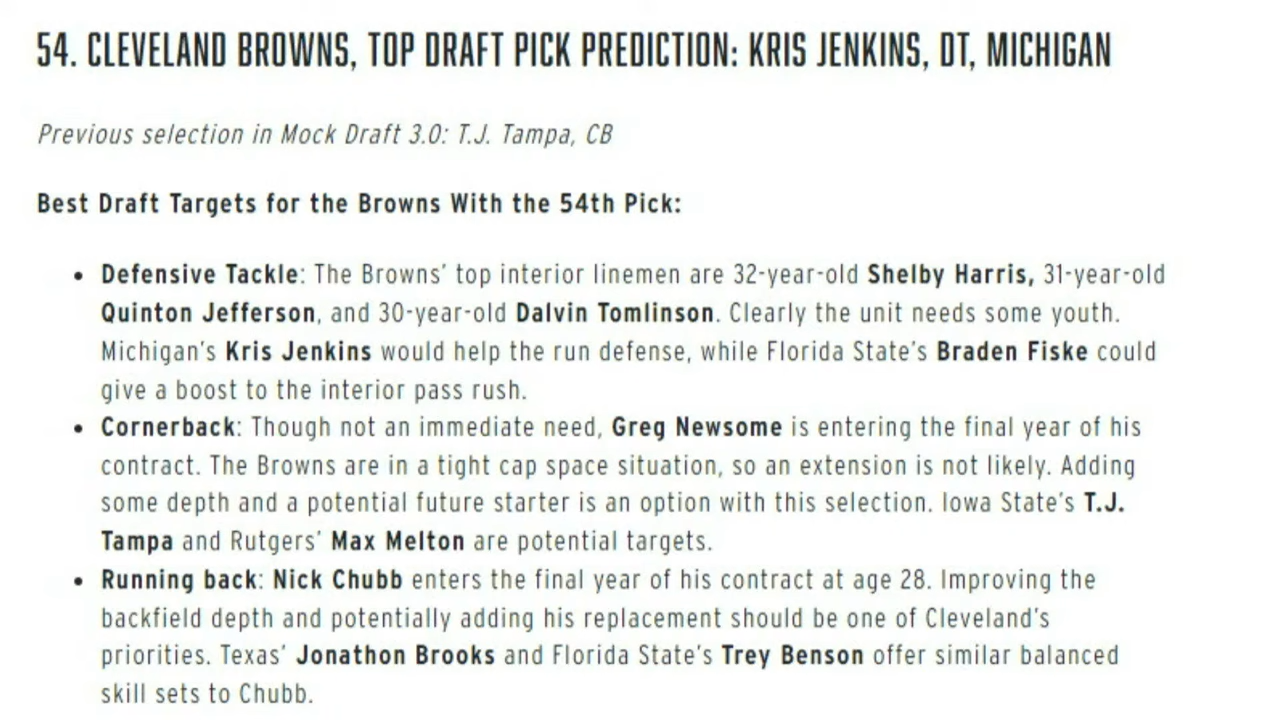 54. CLEVELAND BROWNS, TOP DRAFT PICK PREDICTION: KRIS JENKINS, DT, MICHIGAN
Previous selection in Mock Draft 3.0: T.J. Tampa, CB
Best Draft Targets for the Browns With the 54th Pick:
• Defensive Tackle: The Browns' top interior linemen are 32-year-old Shelby Harris, 31-year-old
Quinton Jefferson, and 30-year-old Dalvin Tomlinson. Clearly the unit needs some youth.
Michigan's Kris Jenkins would help the run defense, while Florida State's Braden Fiske could
give a boost to the interior pass rush.
• Cornerback: Though not an immediate need, Greg Newsome is entering the final year of his
contract. The Browns are in a tight cap space situation, so an extension is not likely. Adding
some depth and a potential future starter is an option with this selection. Iowa State's T.J.
Tampa and Rutgers' Max Melton are potential targets.
• Running back: Nick Chubb enters the final year of his contract at age 28. Improving the
backfield depth and potentially adding his replacement should be one of Cleveland's
priorities. Texas' Jonathon Brooks and Florida State's Trey Benson offer similar balanced
skill sets to Chubb.